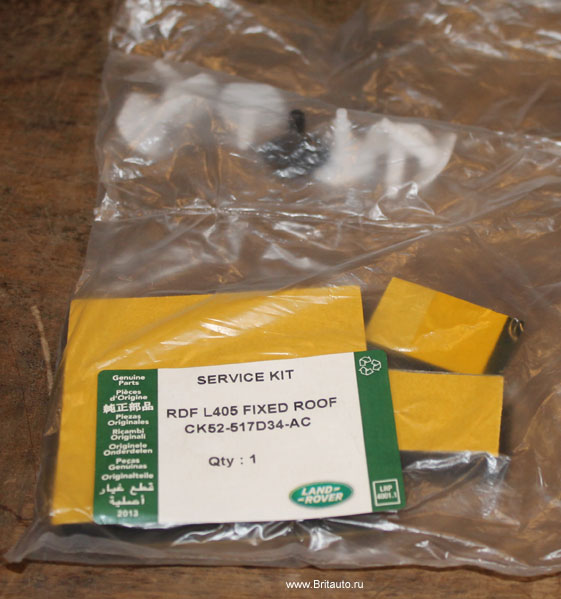 Genuine
Parts
Pièces
d'Origine
純正部品
Piezas
Originales
Ricambi
Originali
Originele
Onderdelen
Peças
Genuinas
Originalteile
قطع غيار
أصلية
2013
SERVICE KIT
RDF L405 FIXED ROOF
CK52-517D34-AC
Qty : 1
LAND
ROVER
LRP
4001.1
www.Britauto.ru